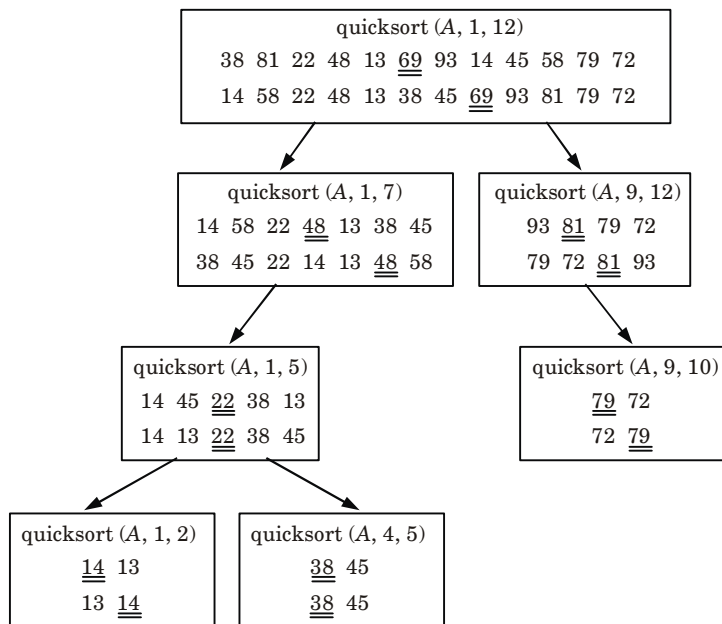 quicksort (A, 1, 12)
38 81 22 48 13 69 93 14 45 58 79 72
14 58 22 48 13 38 45 69 93 81 79 72
quicksort (A, 1, 7)
14 58 22 48 13 38 45
38 45 22 14 13 48 58
quicksort (A, 9, 12)
93 81 79 72
79 72 81 93
quicksort (A, 1, 5)
14 45 22 38 13
14 13 22 38 45
quicksort (A, 9, 10)
79 72
72 79
quicksort (A, 1, 2)
14 13
13 14
quicksort (A, 4, 5)
38 45
38 45